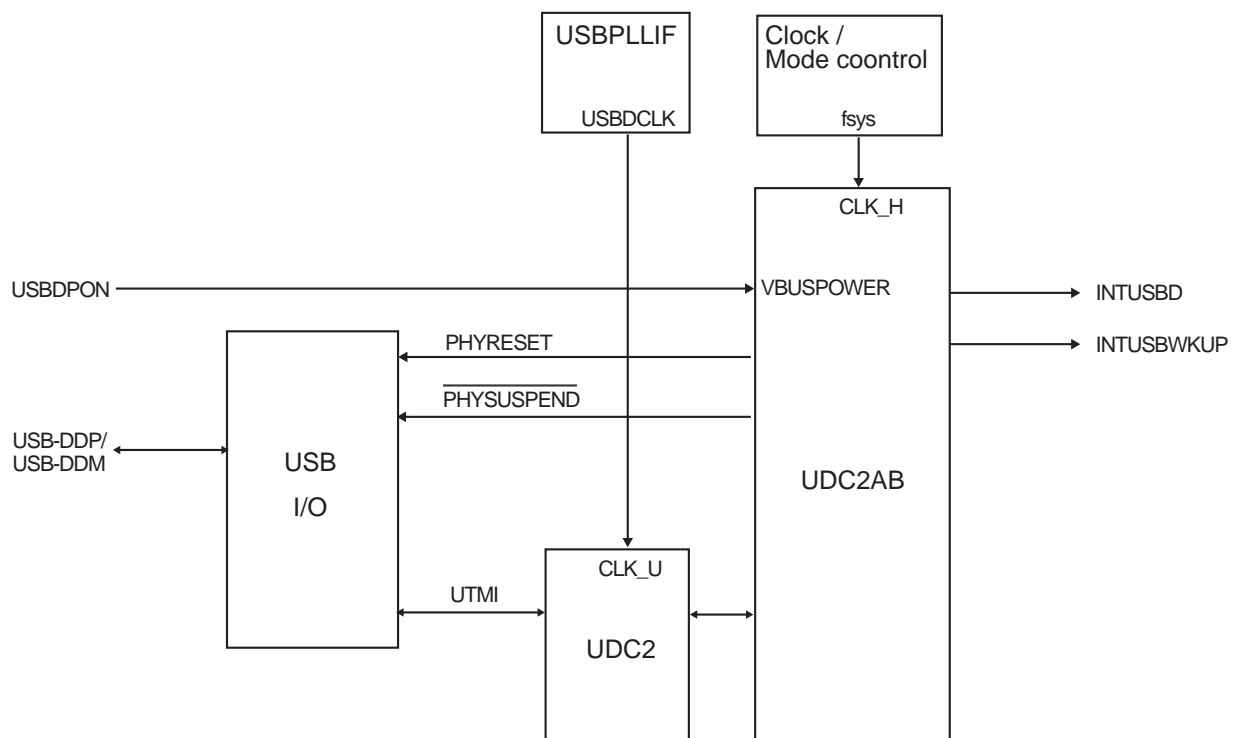 USBPLLIF
USBDCLK
Clock /
Mode coontrol
fsys
CLK_H
USBDPON
VBUSPOWER
INTUSBD
PHYRESET
INTUSBWKUP
PHYSUSPEND
USB-DDP/
USB-DDM
USB
I/O
UDC2AB
CLK_U
UTMI
UDC2